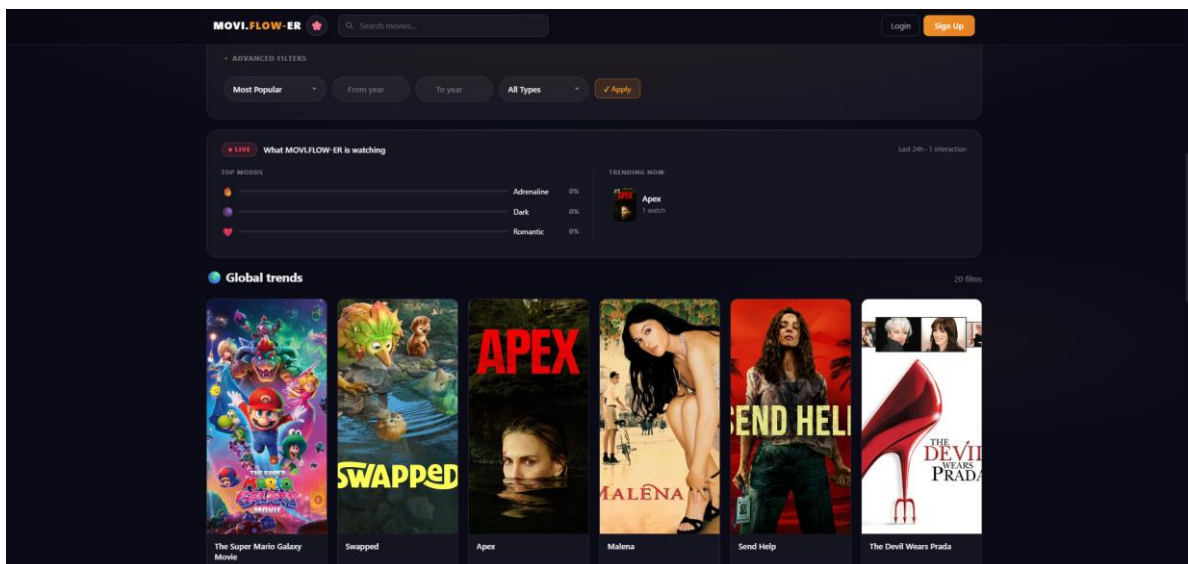 MOVI.FLOW-ER
Search movies...
Login
Sign Up
ADVANCED FILTERS
Most Popular
From year
To year
All Types
✓ Apply
• LIVE
What MOVI.FLOW-ER is watching
Last 24h · 1 interaction
TOP MOODS
Adrenaline 0%
Dark 0%
Romantic 0%
TRENDING NOW
APEX
Apex
1 watch
Global trends
20 films
THE SUPER
MARIO
GALAXY
MOVIE
SWAPPED
APEX
MALÈNA
SEND HEL
THE
DEVIL
WEARS
PRADA
The Super Mario Galaxy
Movie
Swapped
Apex
Malena
Send Help
The Devil Wears Prada